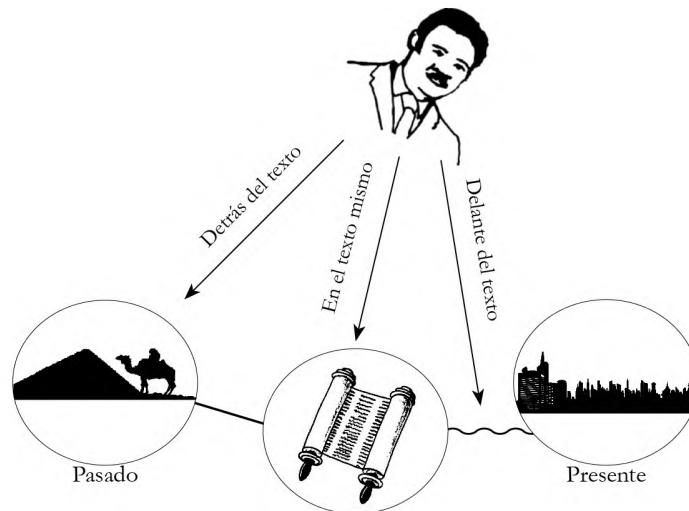 Detrás del texto
En el texto mismo
Delante del texto
Pasado
Presente